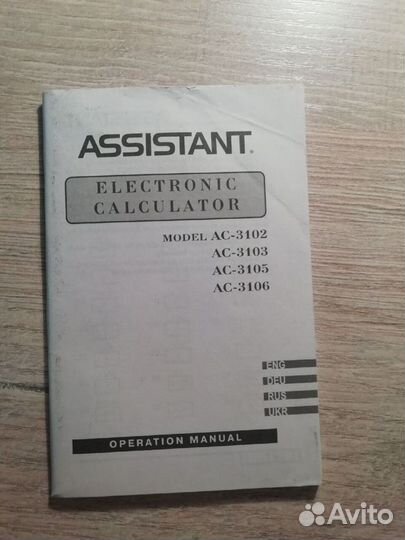 ASSISTANT®
ELECTRONIC
CALCULATOR
MODEL AC-3102
AC-3103
AC-3105
AC-3106
ENG
DEU
RUS
UKR
OPERATION MANUAL
Avito